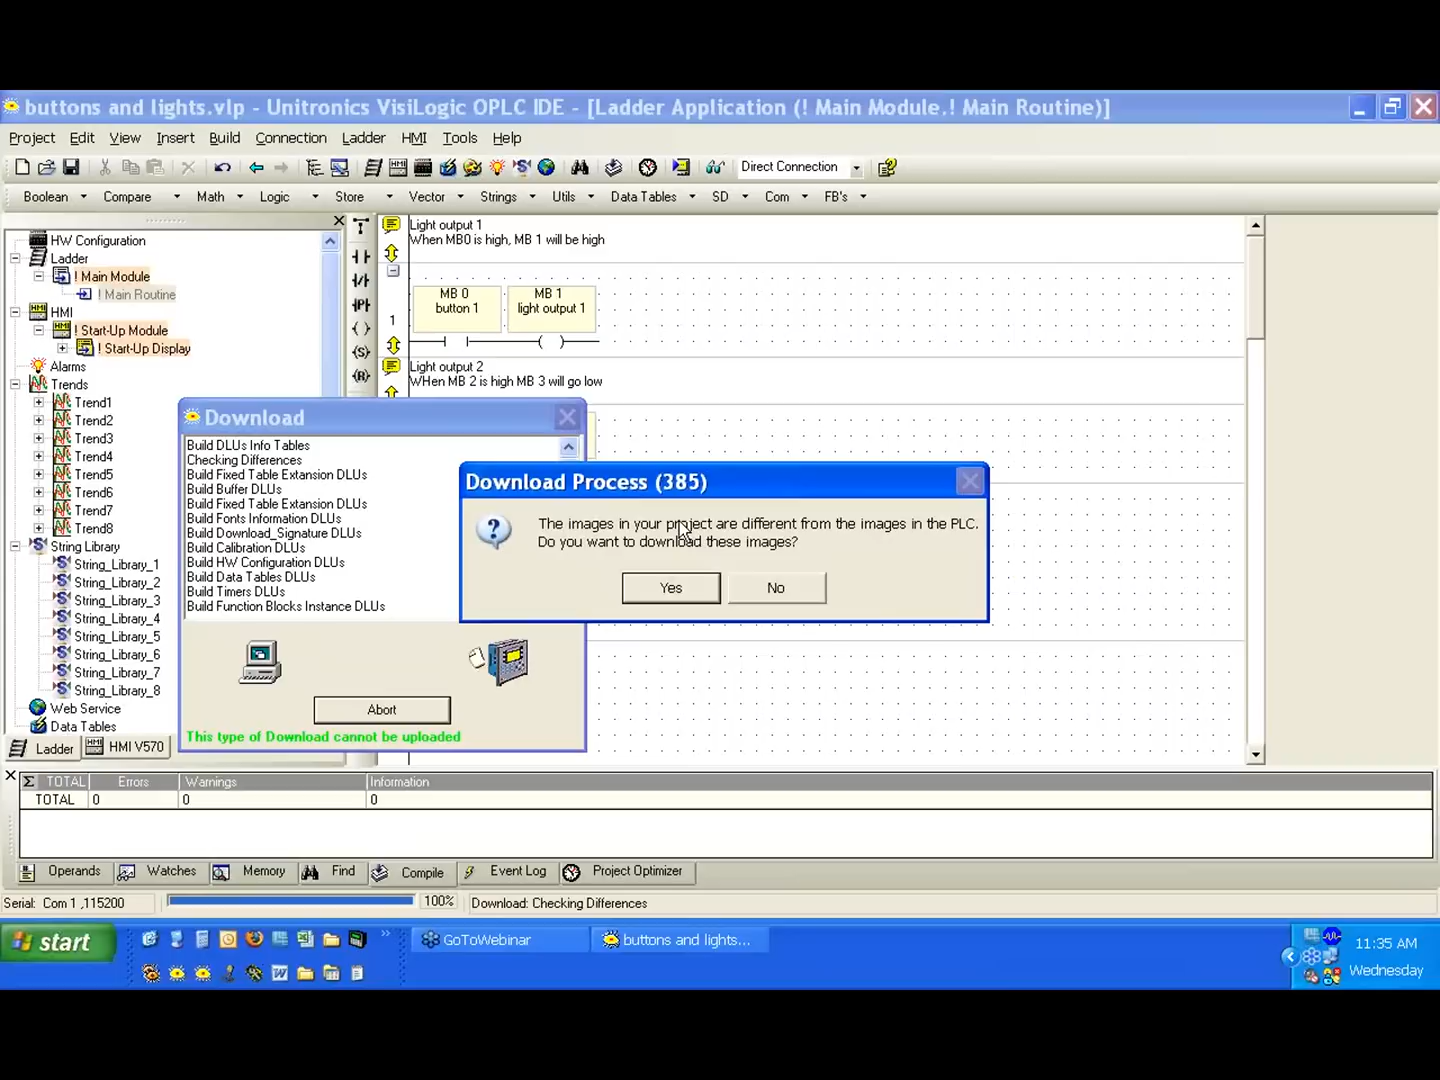 buttons and lights.vlp - Unitronics VisiLogic OPLC IDE - [Ladder Application (! Main Module.! Main Routine)]
Project Edit View Insert Build Connection Ladder HMI Tools Help
Direct Connection
Boolean Compare Math Logic Store Vector Strings Utils Data Tables SD Com FB's
HW Configuration
Ladder
! Main Module
! Main Routine
HMI
! Start-Up Module
! Start-Up Display
Alarms
Trends
Trend1
Trend2
Trend3
Trend4
Trend5
Trend6
Trend7
Trend8
String Library
String_Library_1
String_Library_2
String_Library_3
String_Library_4
String_Library_5
String_Library_6
String_Library_7
String_Library_8
Web Service
Data Tables
Ladder HMI V570
Light output 1
When MB0 is high, MB 1 will be high
1
MB 0
button 1
MB 1
light output 1
Light output 2
WHen MB 2 is high MB 3 will go low
Download
Build DLUs Info Tables
Checking Differences
Build Fixed Table Extension DLUs
Build Buffer DLUs
Build Fixed Table Extension DLUs
Build Fonts Information DLUs
Build Download_Signature DLUs
Build Calibration DLUs
Build HW Configuration DLUs
Build Data Tables DLUs
Build Timers DLUs
Build Function Blocks Instance DLUs
Abort
This type of Download cannot be uploaded
Download Process (385)
The images in your project are different from the images in the PLC.
Do you want to download these images?
Yes No
TOTAL Errors Warnings Information
TOTAL 0 0 0
Operands Watches Memory Find Compile Event Log Project Optimizer
Serial: Com 1 ,115200 100% Download: Checking Differences
start GoToWebinar buttons and lights... 11:35 AM
Wednesday